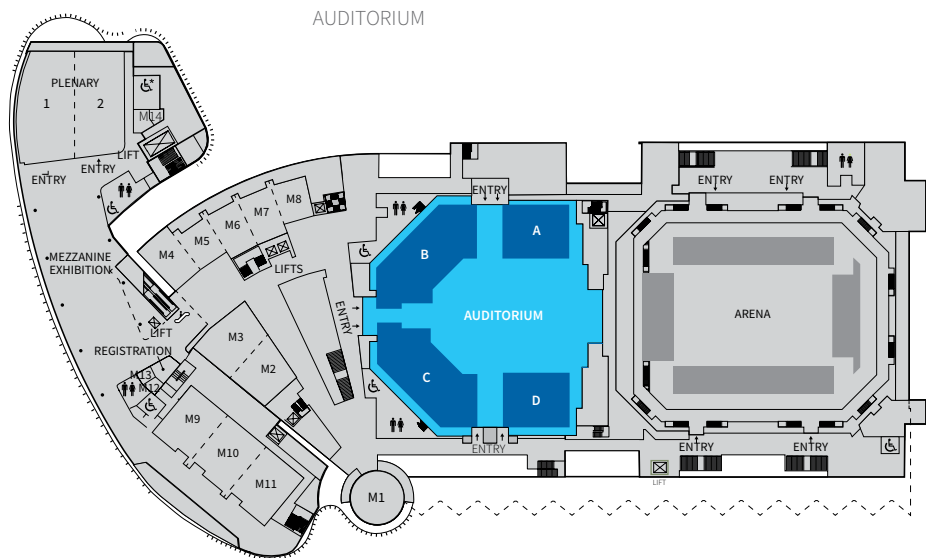 AUDITORIUM
PLENARY
1
2
*
M14
LIFT
ENTRY
ENTRY
M8
M7
M6
M5
M4
ENTRY
A
B
ENTRY
ENTRY
MEZZANINE
EXHIBITION
LIFTS
ENTRY
AUDITORIUM
ARENA
LIFT
REGISTRATION
M3
M2
M13
M12
C
D
M9
M10
M11
ENTRY
ENTRY
ENTRY
LIFT
M1